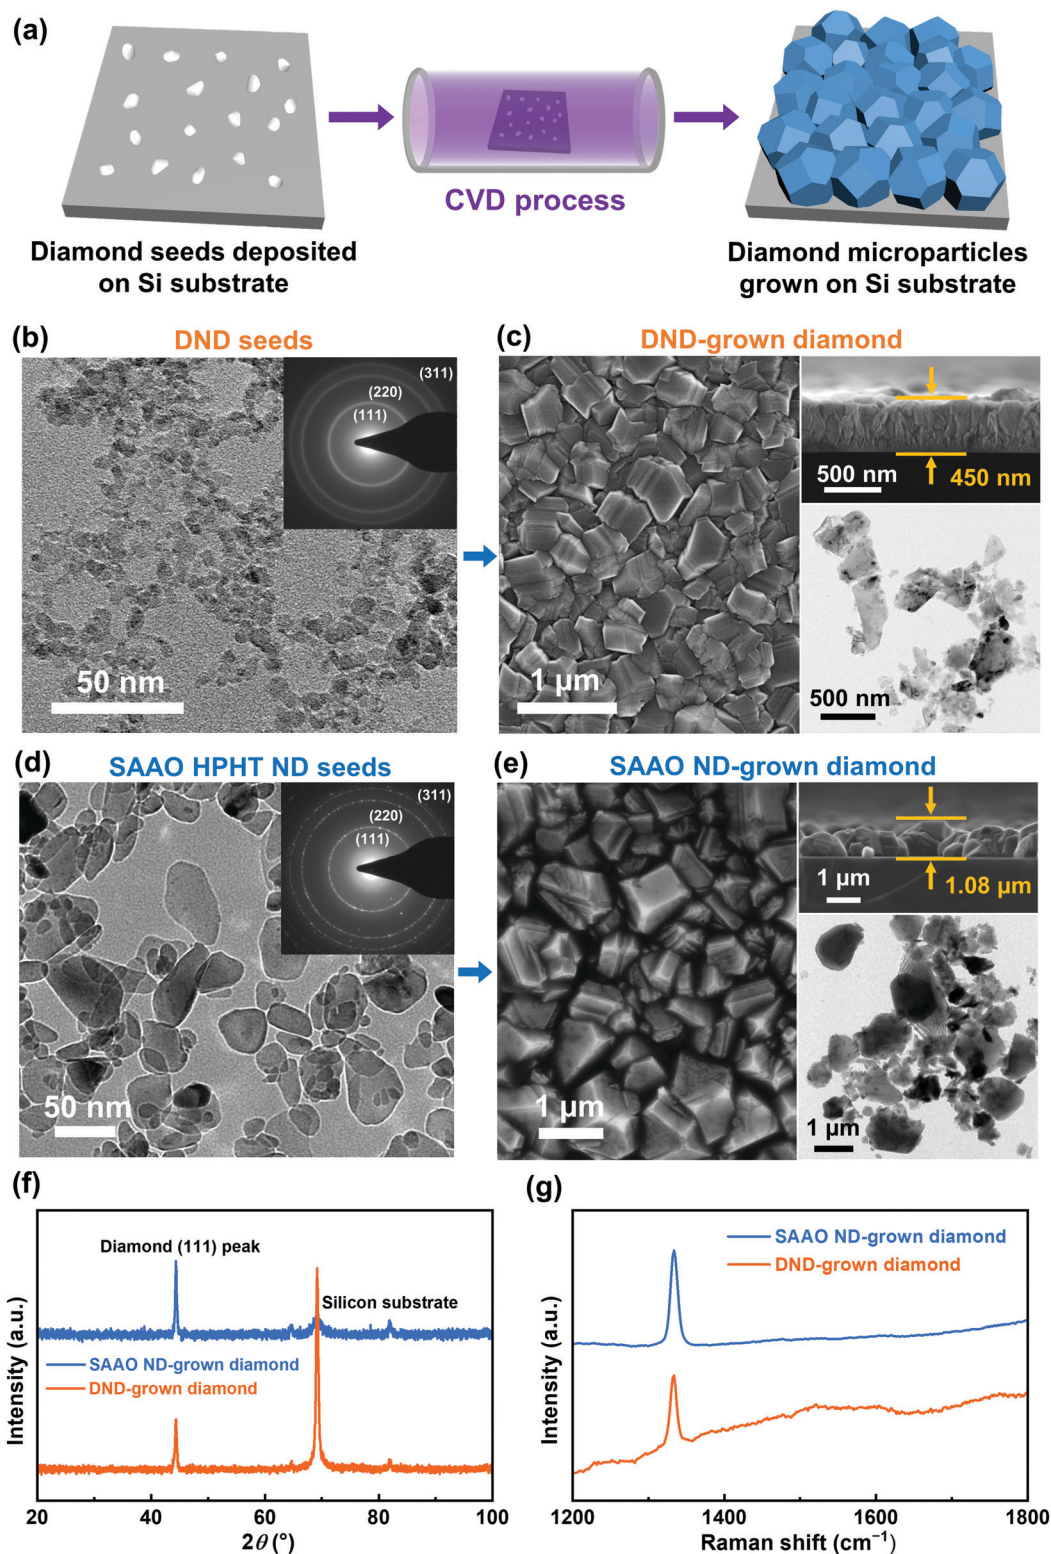 (a)
CVD process
Diamond seeds deposited
on Si substrate
Diamond microparticles
grown on Si substrate
(b)
DND seeds
(311)
(220)
(111)
50 nm
(c)
DND-grown diamond
1 µm
500 nm
450 nm
500 nm
(d)
SAAO HPHT ND seeds
(311)
(220)
(111)
50 nm
(e)
SAAO ND-grown diamond
1 µm
1 µm
1.08 µm
1 µm
(f)
Diamond (111) peak
Silicon substrate
SAAO ND-grown diamond
DND-grown diamond
Intensity (a.u.)
20 40 60 80 100
2θ (°)
(g)
SAAO ND-grown diamond
DND-grown diamond
Intensity (a.u.)
1200 1400 1600 1800
Raman shift (cm⁻¹)